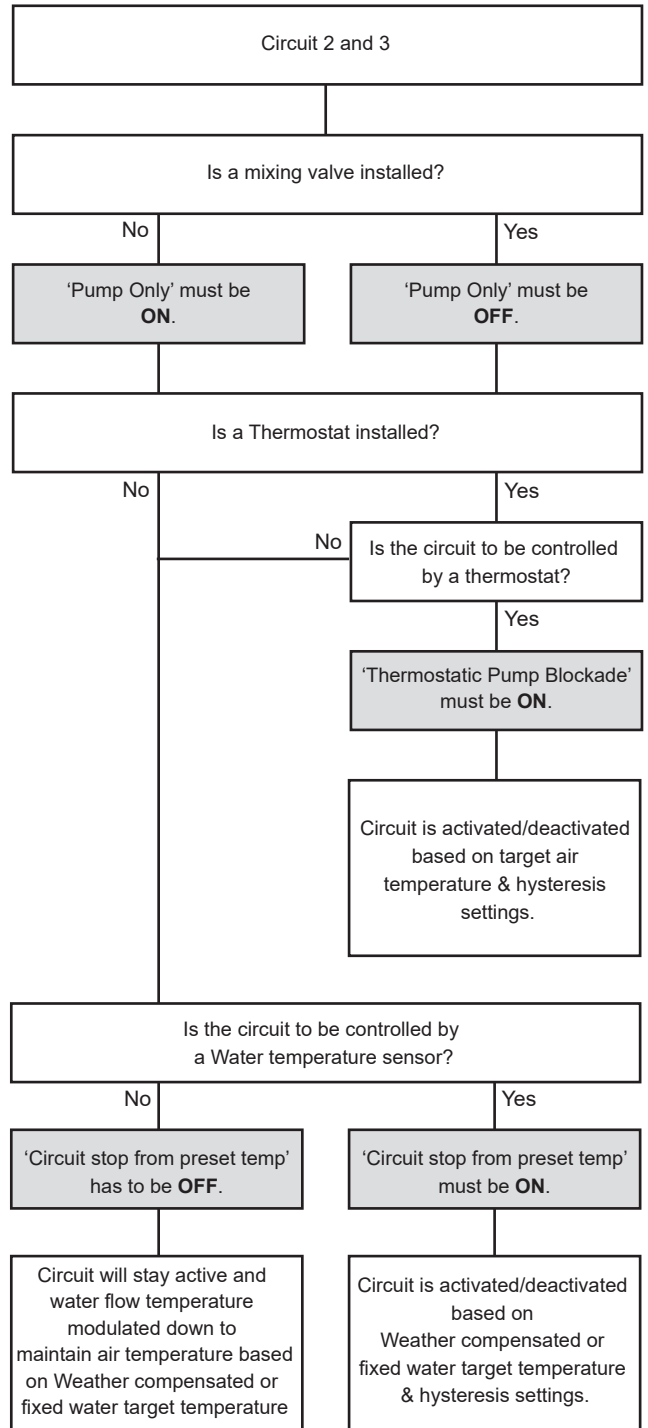 Circuit 2 and 3
Is a mixing valve installed?
No
Yes
‘Pump Only’ must be
ON.
‘Pump Only’ must be
OFF.
Is a Thermostat installed?
No
Yes
No
Is the circuit to be controlled
by a thermostat?
Yes
‘Thermostatic Pump Blockade’
must be ON.
Circuit is activated/deactivated
based on target air
temperature & hysteresis
settings.
Is the circuit to be controlled by
a Water temperature sensor?
No
Yes
‘Circuit stop from preset temp’
has to be OFF.
‘Circuit stop from preset temp’
must be ON.
Circuit will stay active and
water flow temperature
modulated down to
maintain air temperature based
on Weather compensated or
fixed water target temperature
Circuit is activated/deactivated
based on
Weather compensated or
fixed water target temperature
& hysteresis settings.